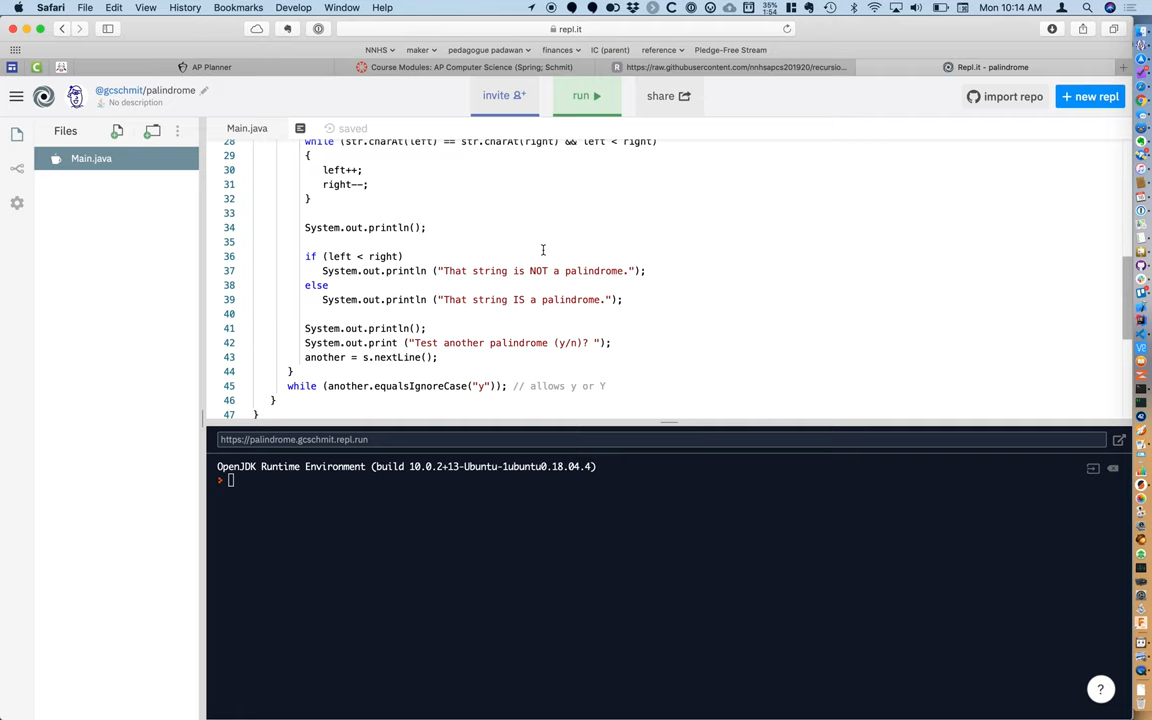 Safari File Edit View History Bookmarks Develop Window Help 35% 1:54 Mon 10:14 AM
repl.it
NNHS maker pedagogue padawan finances IC (parent) reference Pledge-Free Stream
AP Planner Course Modules: AP Computer Science (Spring; Schmit) R https://raw.githubusercontent.com/nnhsapcs201920/recursio... Repl.it - palindrome
@gcschmit/palindrome
No description
invite run share import repo + new repl
Files Main.java saved
Main.java
28 while (str.charAt(left) == str.charAt(right) && left < right)
29 {
30 left++;
31 right--;
32 }
33
34 System.out.println();
35
36 if (left < right)
37 System.out.println ("That string is NOT a palindrome.");
38 else
39 System.out.println ("That string IS a palindrome.");
40
41 System.out.println();
42 System.out.print ("Test another palindrome (y/n)? ");
43 another = s.nextLine();
44 }
45 while (another.equalsIgnoreCase("y")); // allows y or Y
46 }
47 }
https://palindrome.gcschmit.repl.run
OpenJDK Runtime Environment (build 10.0.2+13-Ubuntu-1ubuntu0.18.04.4)
>
?